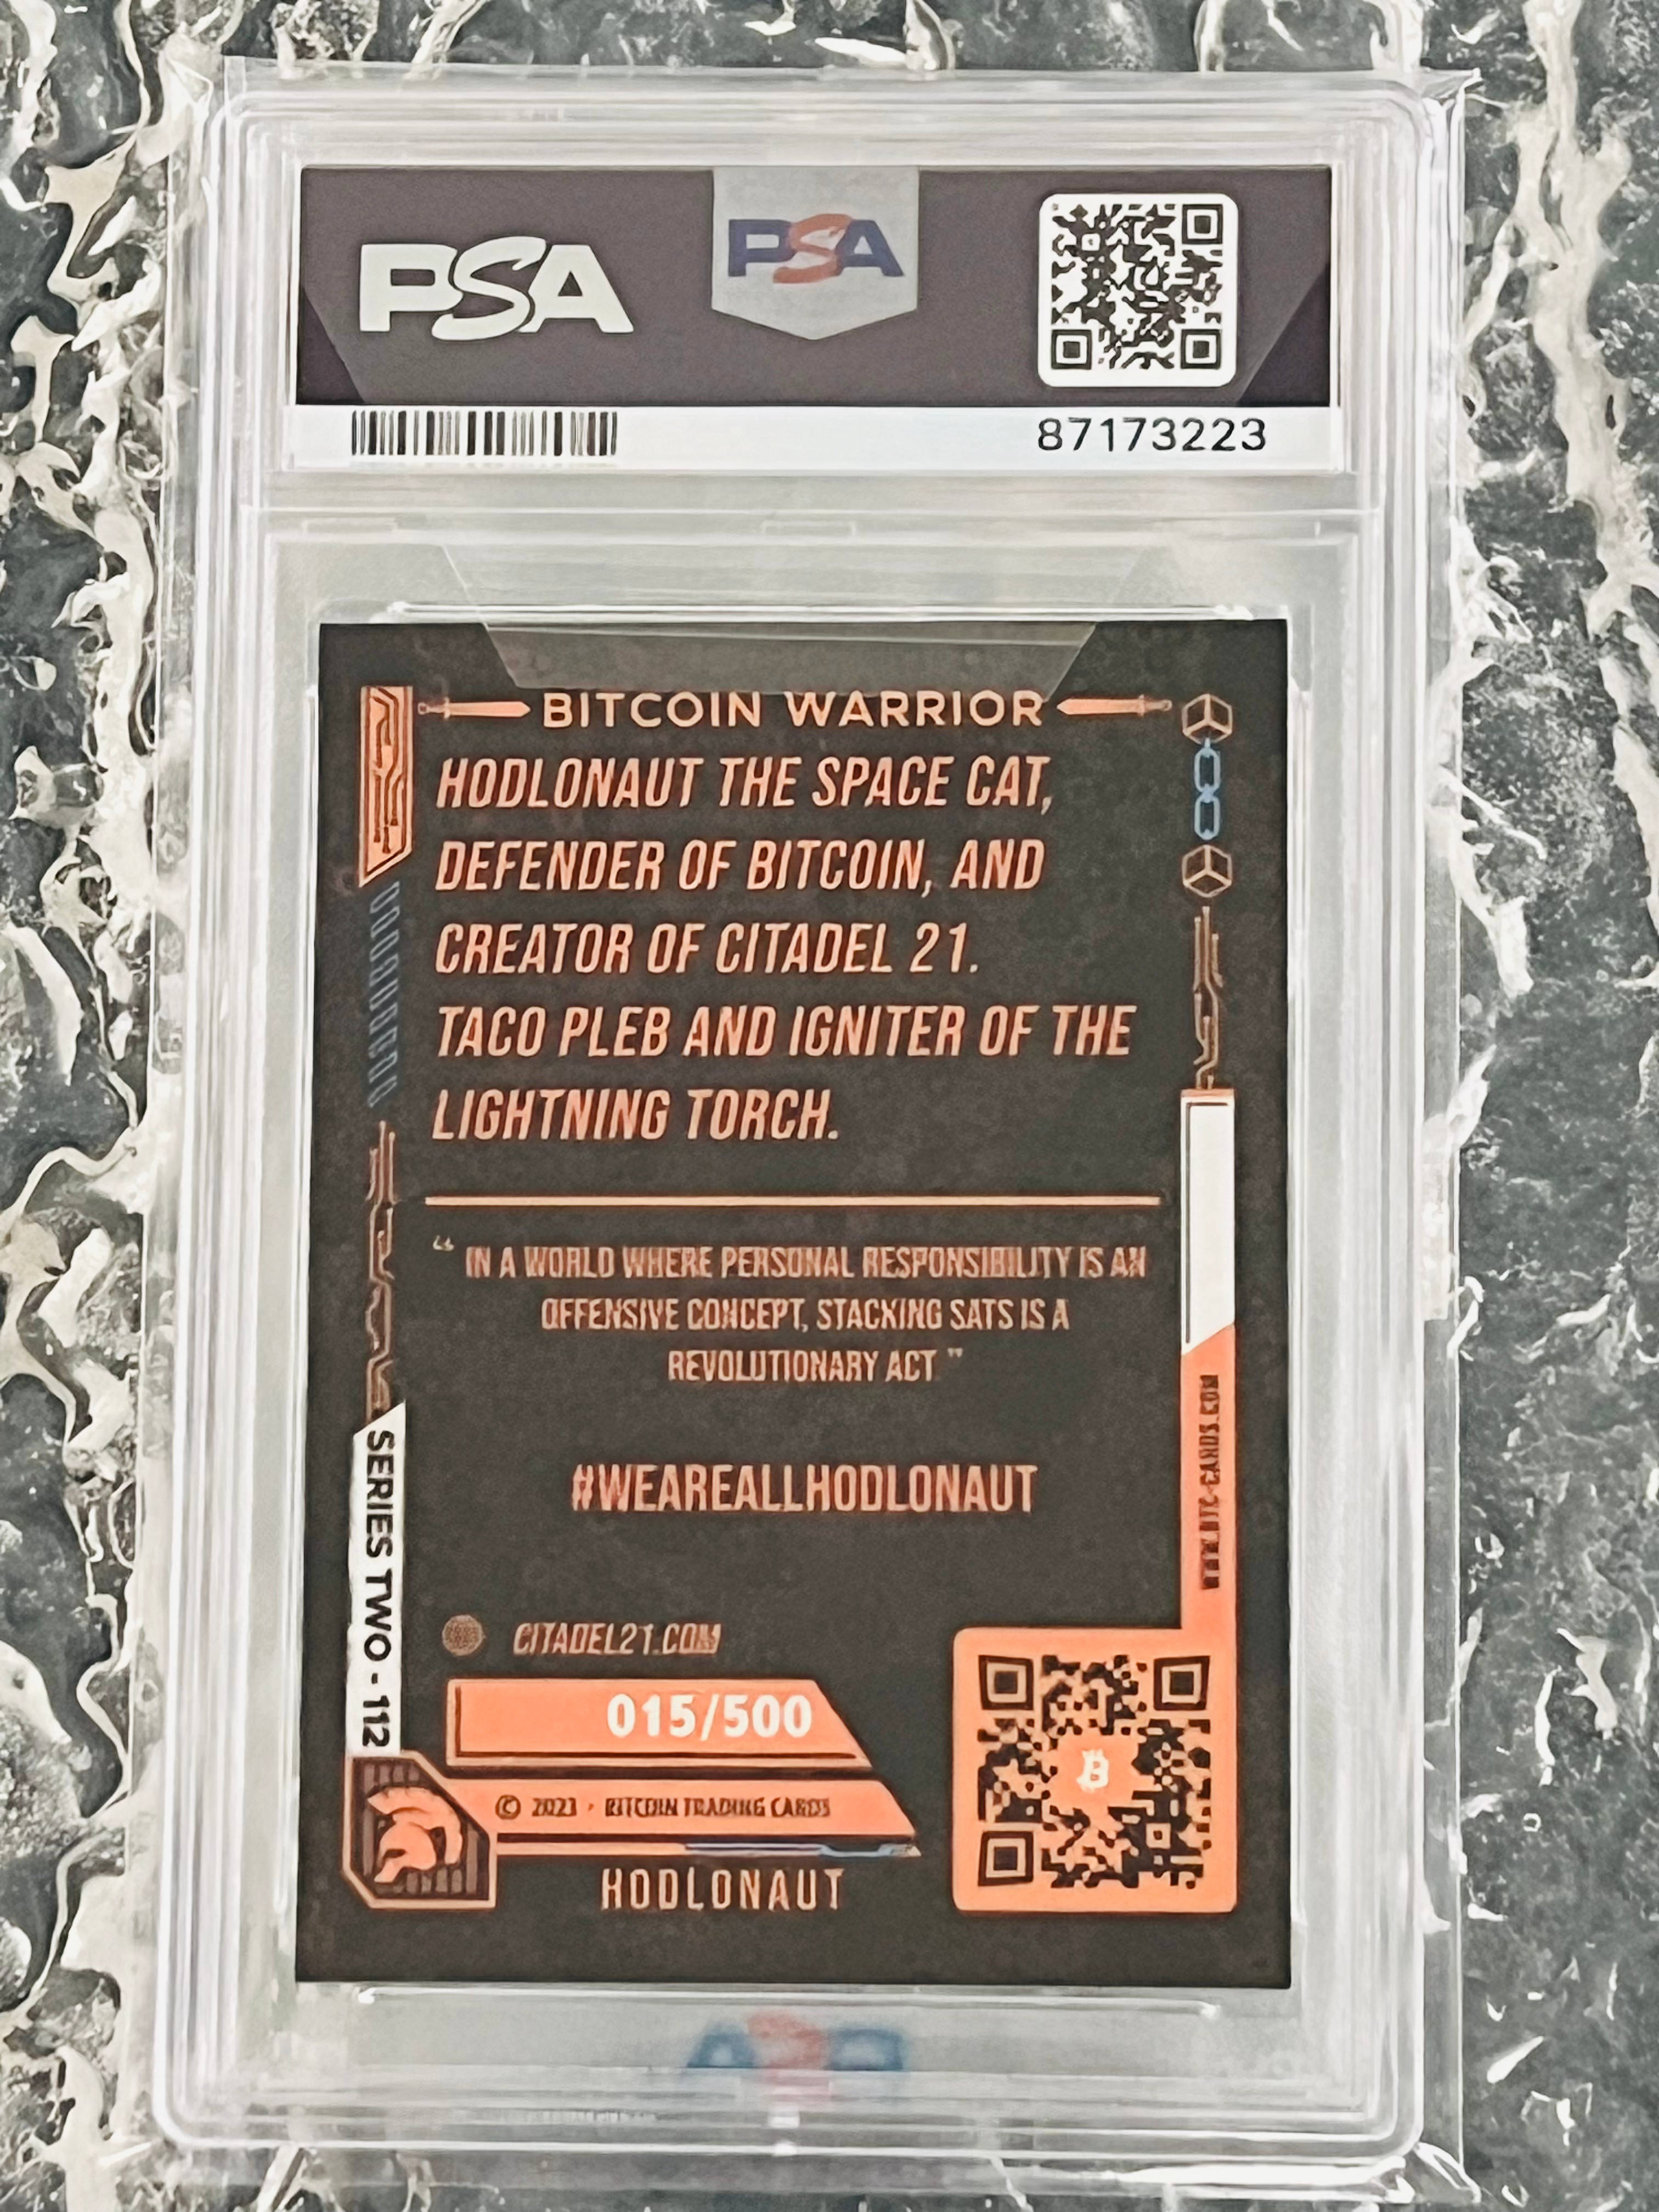 PSA
PSA
87173223
BITCOIN WARRIOR
HODLONAUT THE SPACE CAT,
DEFENDER OF BITCOIN, AND
CREATOR OF CITADEL 21.
TACO PLEB AND IGNITER OF THE
LIGHTNING TORCH.
“ IN A WORLD WHERE PERSONAL RESPONSIBILITY IS AN
OFFENSIVE CONCEPT, STACKING SATS IS A
REVOLUTIONARY ACT ”
#WEAREALLHODLONAUT
WWW.BTC-CARDS.COM
SERIES TWO - 112
CITADEL21.COM
015/500
© 2023 · BITCOIN TRADING CARDS
HODLONAUT
PSA